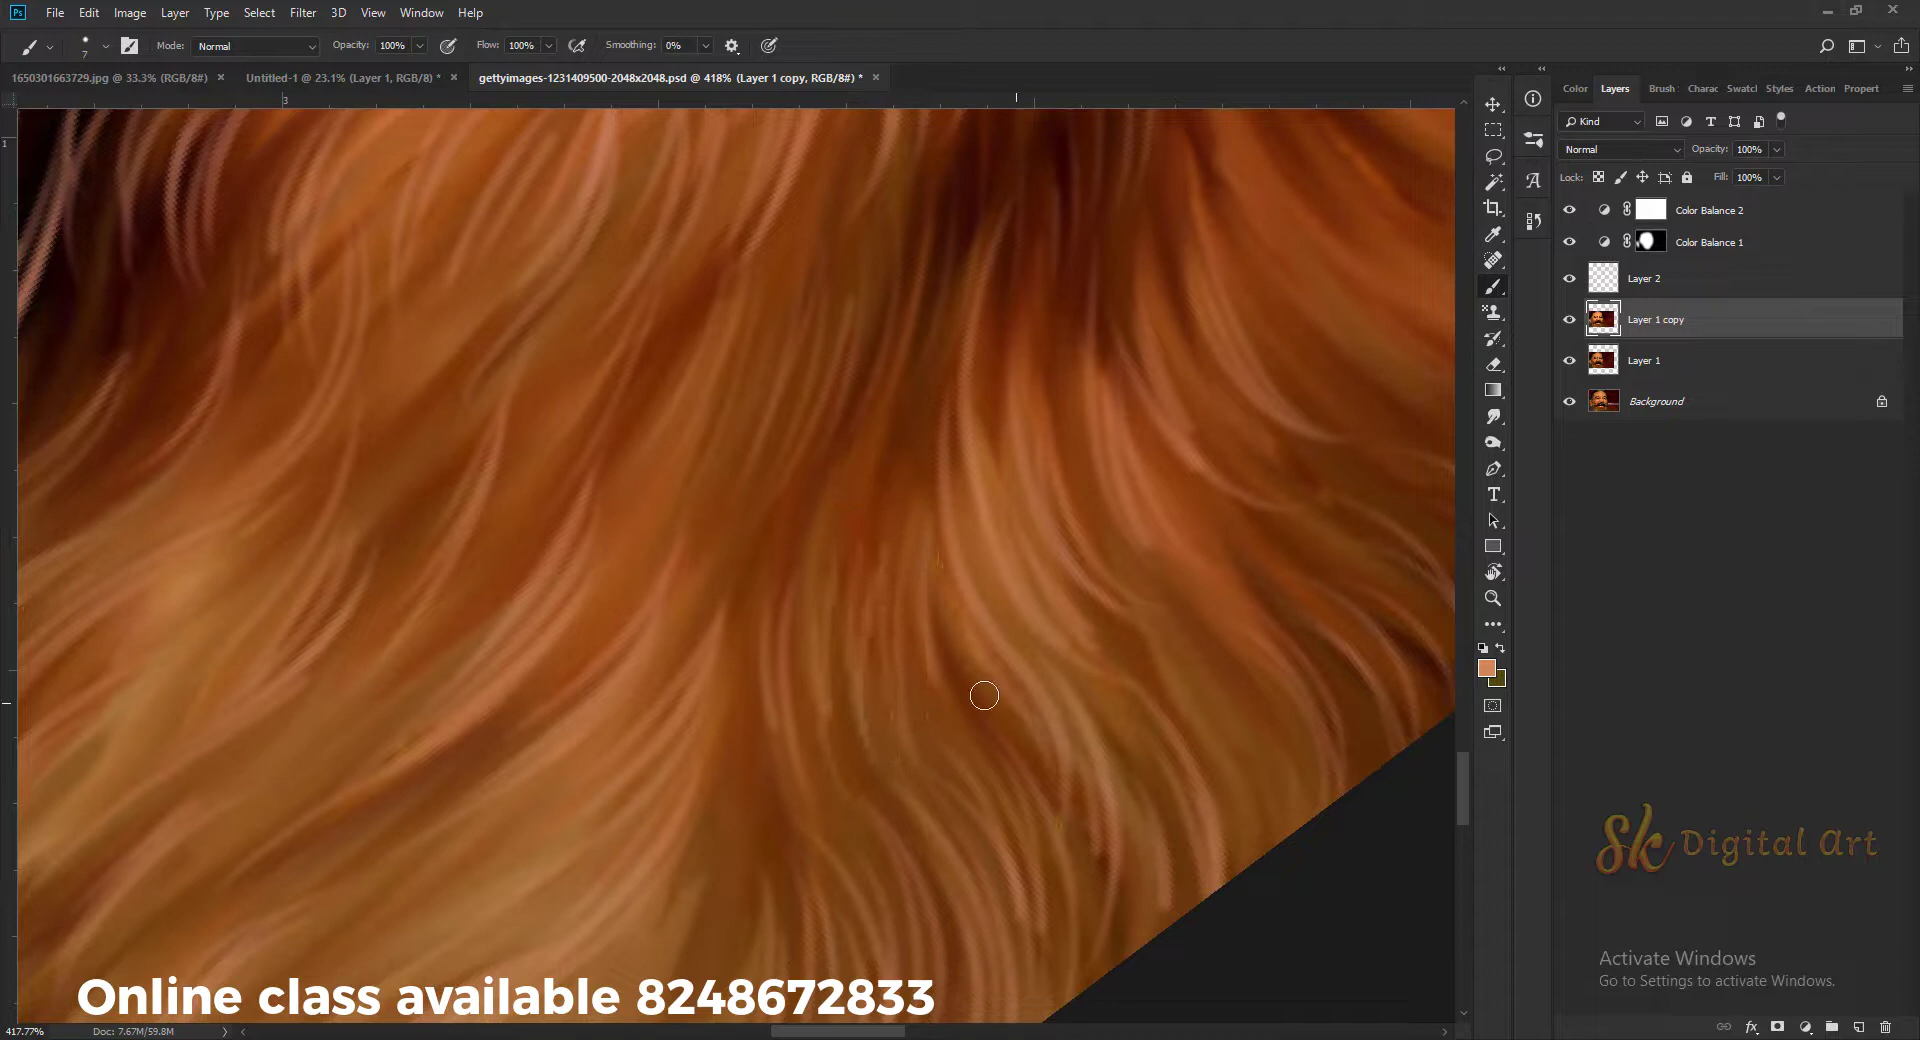 Ps File Edit Image Layer Type Select Filter 3D View Window Help
7 Mode: Normal Opacity: 100% Flow: 100% Smoothing: 0%
1650301663729.jpg @ 33.3% (RGB/8#) × Untitled-1 @ 23.1% (Layer 1, RGB/8) * × gettyimages-1231409500-2048x2048.psd @ 418% (Layer 1 copy, RGB/8#) * ×
3
1
Color Layers Brush Charac Swatcl Styles Action Propert
Kind
Normal Opacity: 100%
Lock: Fill: 100%
Color Balance 2
Color Balance 1
Layer 2
Layer 1 copy
Layer 1
Background
Sk Digital Art
Activate Windows
Go to Settings to activate Windows.
Online class available 8248672833
417.77% Doc: 7.67M/59.8M